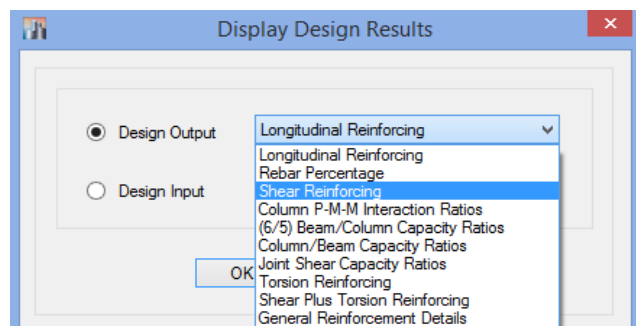 Display Design Results
Design Output
Longitudinal Reinforcing
Longitudinal Reinforcing
Rebar Percentage
Design Input
Shear Reinforcing
Column P-M-M Interaction Ratios
(6/5) Beam/Column Capacity Ratios
Column/Beam Capacity Ratios
OK
Joint Shear Capacity Ratios
Torsion Reinforcing
Shear Plus Torsion Reinforcing
General Reinforcement Details